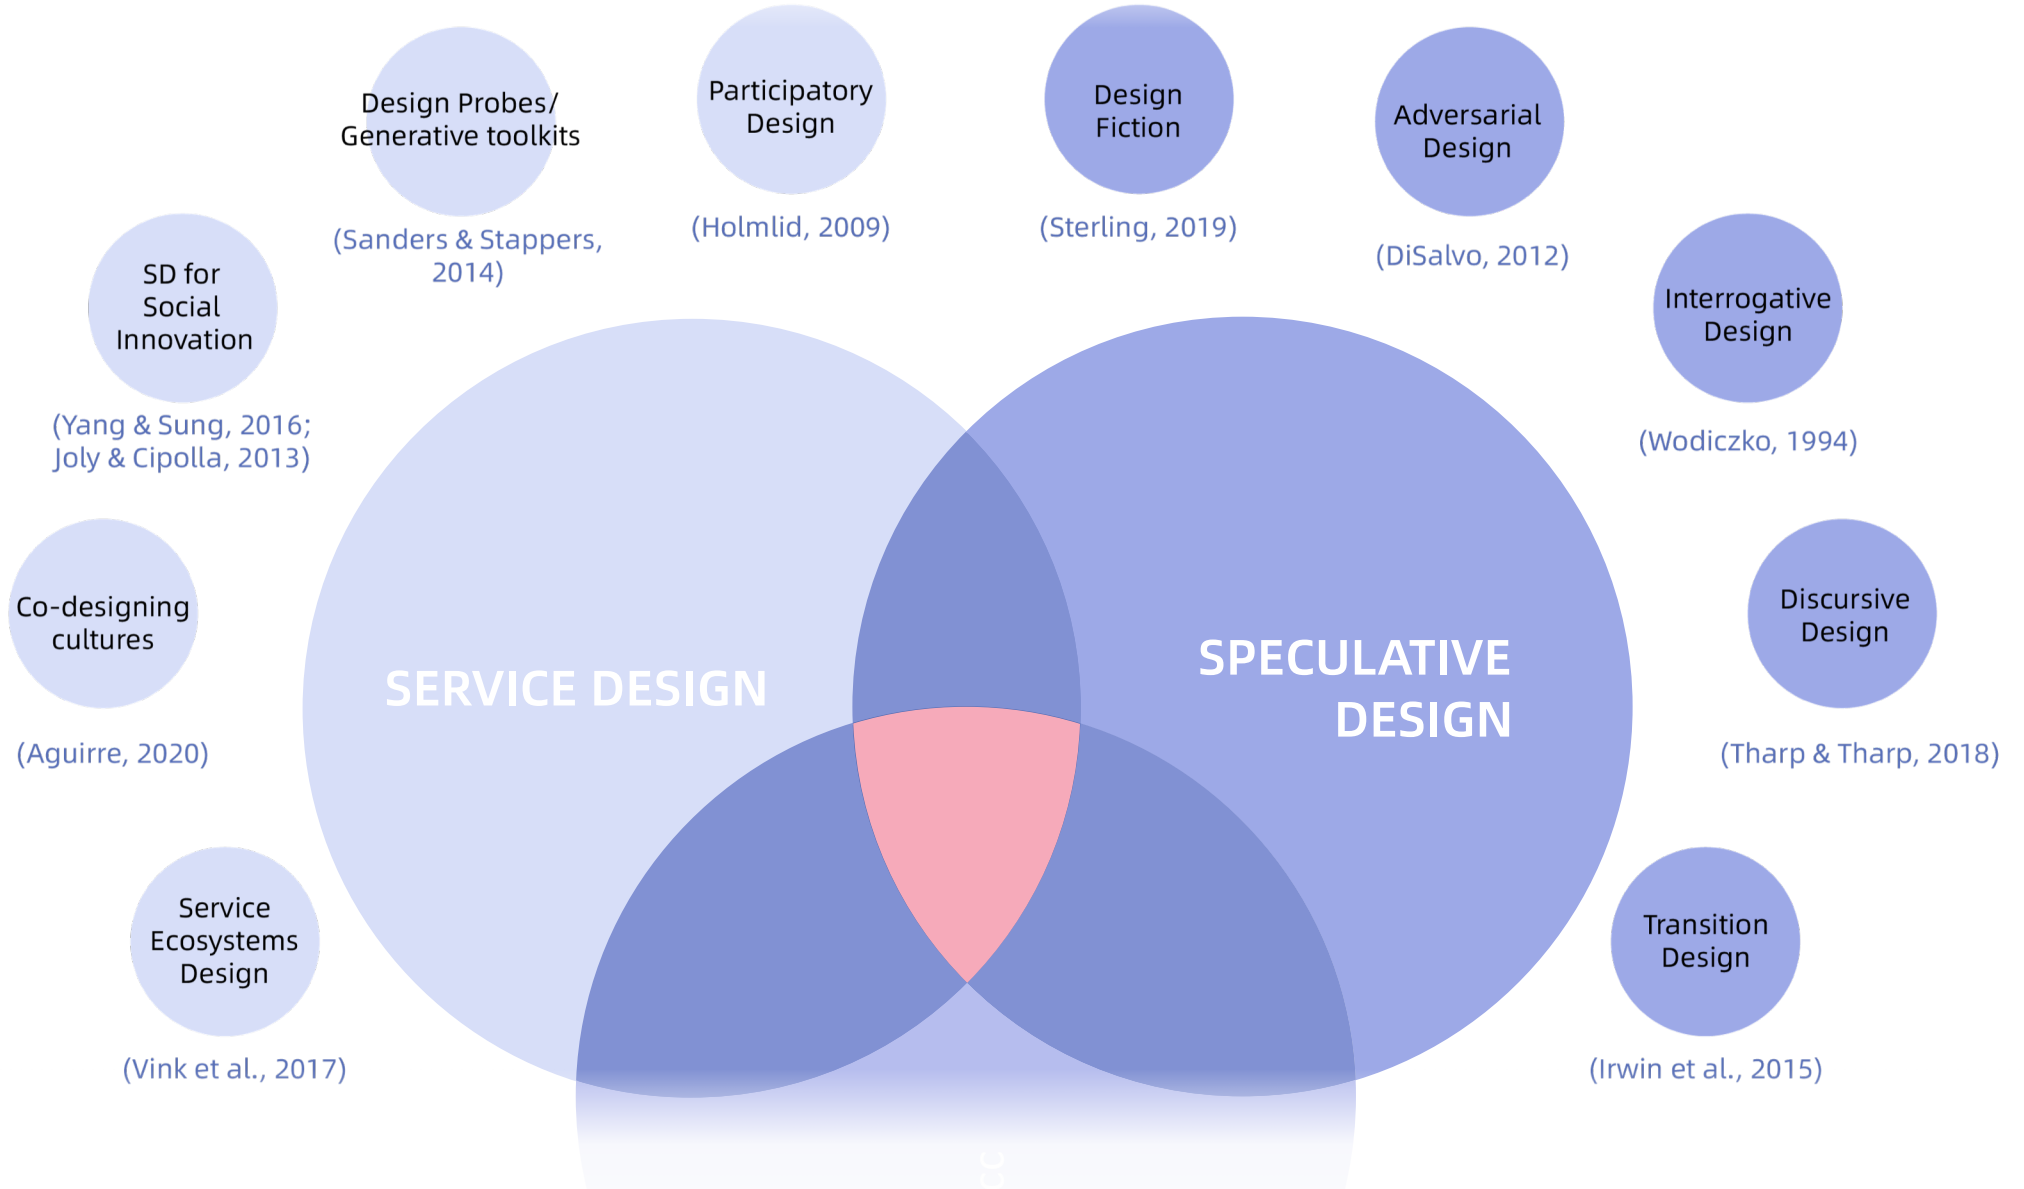 Design Probes/
Generative toolkits
(Sanders & Stappers,
2014)
Participatory
Design
(Holmlid, 2009)
Design
Fiction
(Sterling, 2019)
Adversarial
Design
(DiSalvo, 2012)
SD for
Social
Innovation
(Yang & Sung, 2016;
Joly & Cipolla, 2013)
Interrogative
Design
(Wodiczko, 1994)
Co-designing
cultures
(Aguirre, 2020)
SERVICE DESIGN
SPECULATIVE
DESIGN
Discursive
Design
(Tharp & Tharp, 2018)
Service
Ecosystems
Design
(Vink et al., 2017)
Transition
Design
(Irwin et al., 2015)